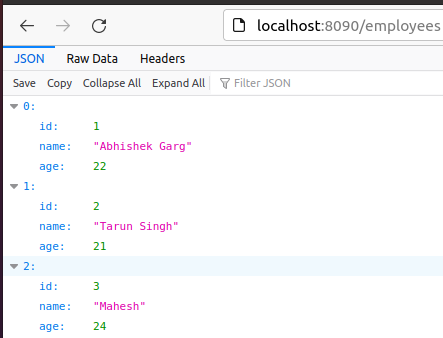 localhost:8090/employees
JSON Raw Data Headers
Save Copy Collapse All Expand All Filter JSON
0:
id: 1
name: "Abhishek Garg"
age: 22
1:
id: 2
name: "Tarun Singh"
age: 21
2:
id: 3
name: "Mahesh"
age: 24